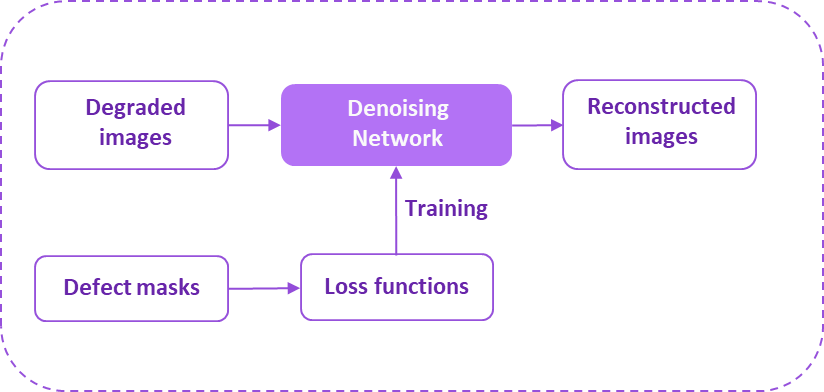 Degraded
images
Denoising
Network
Reconstructed
images
Training
Defect masks
Loss functions